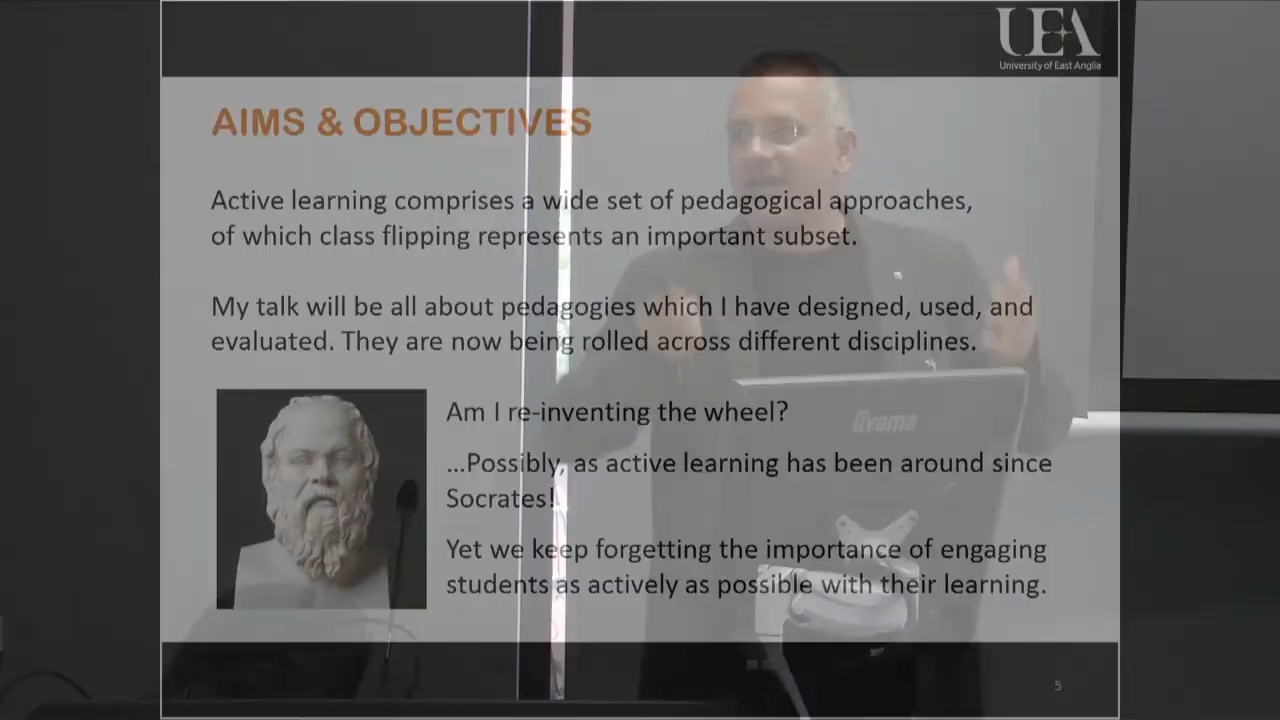 UEA
University of East Anglia
AIMS & OBJECTIVES
Active learning comprises a wide set of pedagogical approaches,
of which class flipping represents an important subset.
My talk will be all about pedagogies which I have designed, used, and
evaluated. They are now being rolled across different disciplines.
Am I re-inventing the wheel?
iiyama
...Possibly, as active learning has been around since
Socrates!
Yet we keep forgetting the importance of engaging
students as actively as possible with their learning.
5